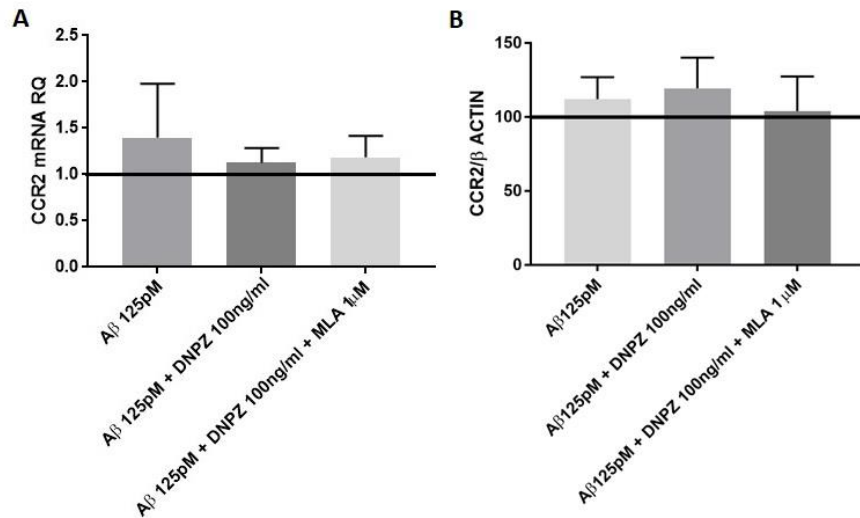 A
CCR2 mRNA RQ
2.5
2.0
1.5
1.0
0.5
0.0
Aβ 125pM
Aβ 125pM + DNPZ 100ng/ml
Aβ 125pM + DNPZ 100ng/ml + MLA 1μM
B
CCR2/β ACTIN
150
100
50
0
Aβ125pM
Aβ125pM + DNPZ 100ng/ml
Aβ125pM + DNPZ 100ng/ml + MLA 1 μM